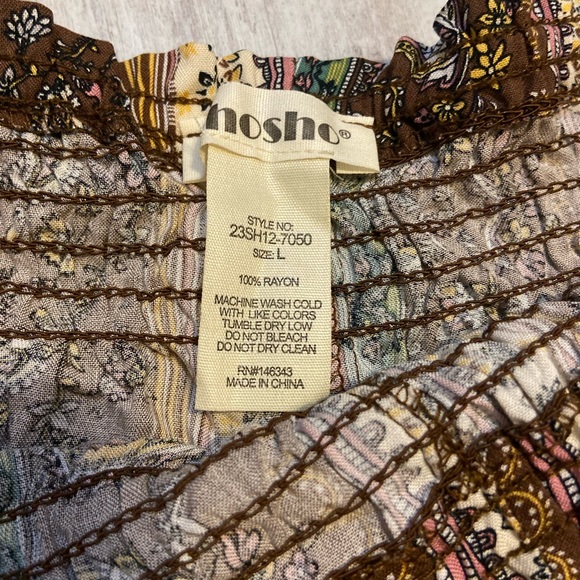 nosho®
STYLE NO:
23SH12-7050
SIZE: L
100% RAYON
MACHINE WASH COLD
WITH LIKE COLORS
TUMBLE DRY LOW
DO NOT BLEACH
DO NOT DRY CLEAN
RN#146343
MADE IN CHINA